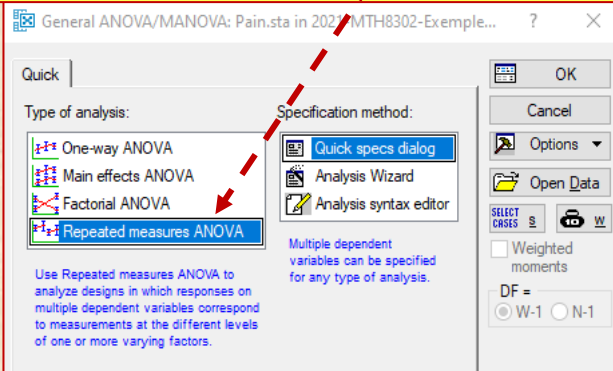 General ANOVA/MANOVA: Pain.sta in 2021-MTH8302-Exemple... ? ×
Quick
Type of analysis:
One-way ANOVA
Main effects ANOVA
Factorial ANOVA
Repeated measures ANOVA
Use Repeated measures ANOVA to
analyze designs in which responses on
multiple dependent variables correspond
to measurements at the different levels
of one or more varying factors.
Specification method:
Quick specs dialog
Analysis Wizard
Analysis syntax editor
Multiple dependent
variables can be specified
for any type of analysis.
OK
Cancel
Options
Open Data
SELECT
CASES S W
Weighted
moments
DF =
W-1 N-1